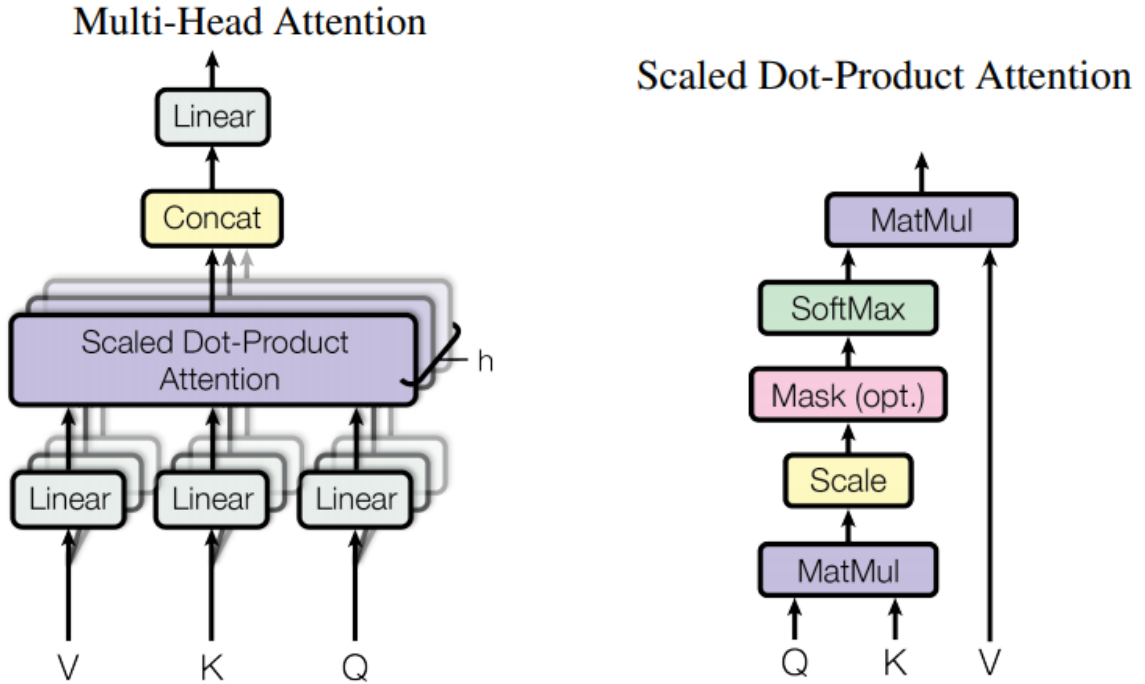 Multi-Head Attention
Linear
Concat
Scaled Dot-Product
Attention
h
Linear
Linear
Linear
V
K
Q
Scaled Dot-Product Attention
MatMul
SoftMax
Mask (opt.)
Scale
MatMul
Q
K
V